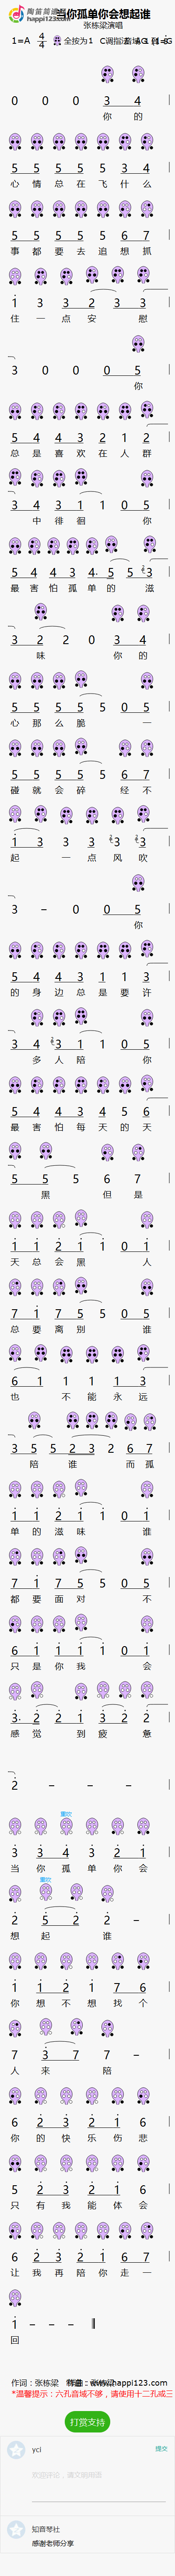 陶笛简谱网
happi123.com
当你孤单你会想起谁
张栋梁演唱
1=A 4/4 全按为1
0 0 0 3 4
你 的
5 5 5 5 5 3 4
心 情 总 在 飞 什 么
5 5 5 5 5 6 7
事 都 要 去 追 想 抓
1 3 3 2 3 3
住 一 点 安 慰
3 0 0 0 5
你
5 4 4 3 2 1 2
总 是 喜 欢 在 人 群
3 4 3 1 1 0 5
中 徘 徊 你
5 4 4 3 4. 5 5 3
最 害 怕 孤 单 的 滋
3 2 2 0 3 4
味 你 的
5 5 5 5 5 0 5
心 那 么 脆 一
5 5 5 5 5 6 7
碰 就 会 碎 经 不
1 3 3 3 3 3
起 一 点 风 吹
3 - 0 0 5
你
5 4 4 3 1 1 3
的 身 边 总 是 要 许
3 4 3 1 1 0 5
多 人 陪 你
5 4 4 3 4 5 6
最 害 怕 每 天 的 天
5 5 5 6 7
黑 但 是
1 1 2 1 1 0 1
天 总 会 黑 人
7 1 7 5 5 0 5
总 要 离 别 谁
6 1 1 1 1 3
也 不 能 永 远
3 5 5 2 3 2 6 7
陪 谁 而 孤
1 1 2 1 1 0 1
单 的 滋 味 谁
7 1 7 5 5 0 5
都 要 面 对 不
6 1 1 1 1 0 1
只 是 你 我 会
3. 2 2 1 3 2 2
感 觉 到 疲 惫
2 - - -
重吹
3 3 4 3 2 1
当 你 孤 单 你 会
重吹
2 5 2 2 -
想 起 谁
1 1 2 1 7 6
你 想 不 想 找 个
7 3 7 7 -
人 来 陪
6 2 3 2 1 6
你 的 快 乐 伤 悲
5 2 3 2 1 6
只 有 我 能 体 会
6 2 3 2 1 6 7
让 我 再 陪 你 走 一
1 - - -
回
作词：张栋梁
www.happi123.com
*温馨提示：六孔音域不够，请使用十二孔或三
打赏支持
ycl
提交
欢迎评论，请文明用语
知音琴社
感谢老师分享